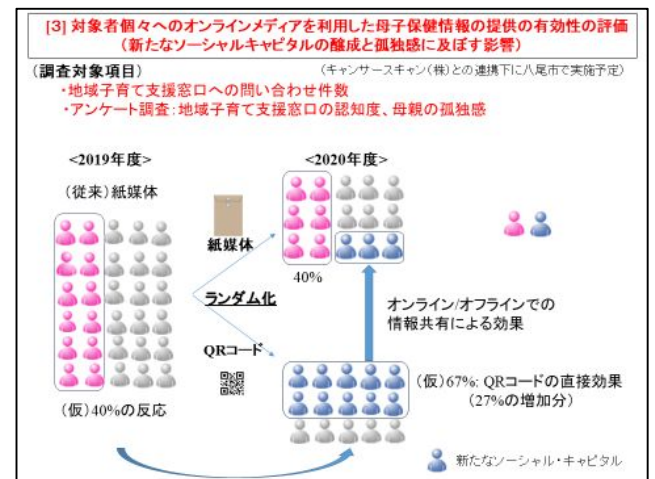 [3] 対象者個々へのオンラインメディアを利用した母子保健情報の提供の有効性の評価
（新たなソーシャルキャピタルの醸成と孤独感に及ぼす影響）
（調査対象項目）
（キャンサースキャン（株）との連携下に八尾市で実施予定）
・地域子育て支援窓口への問い合わせ件数
・アンケート調査：地域子育て支援窓口の認知度、母親の孤独感
<2019年度>
<2020年度>
（従来）紙媒体
紙媒体
40%
ランダム化
オンライン/オフラインでの
情報共有による効果
QRコード
（仮）67%: QRコードの直接効果
（27%の増加分）
（仮）40%の反応
新たなソーシャル・キャピタル